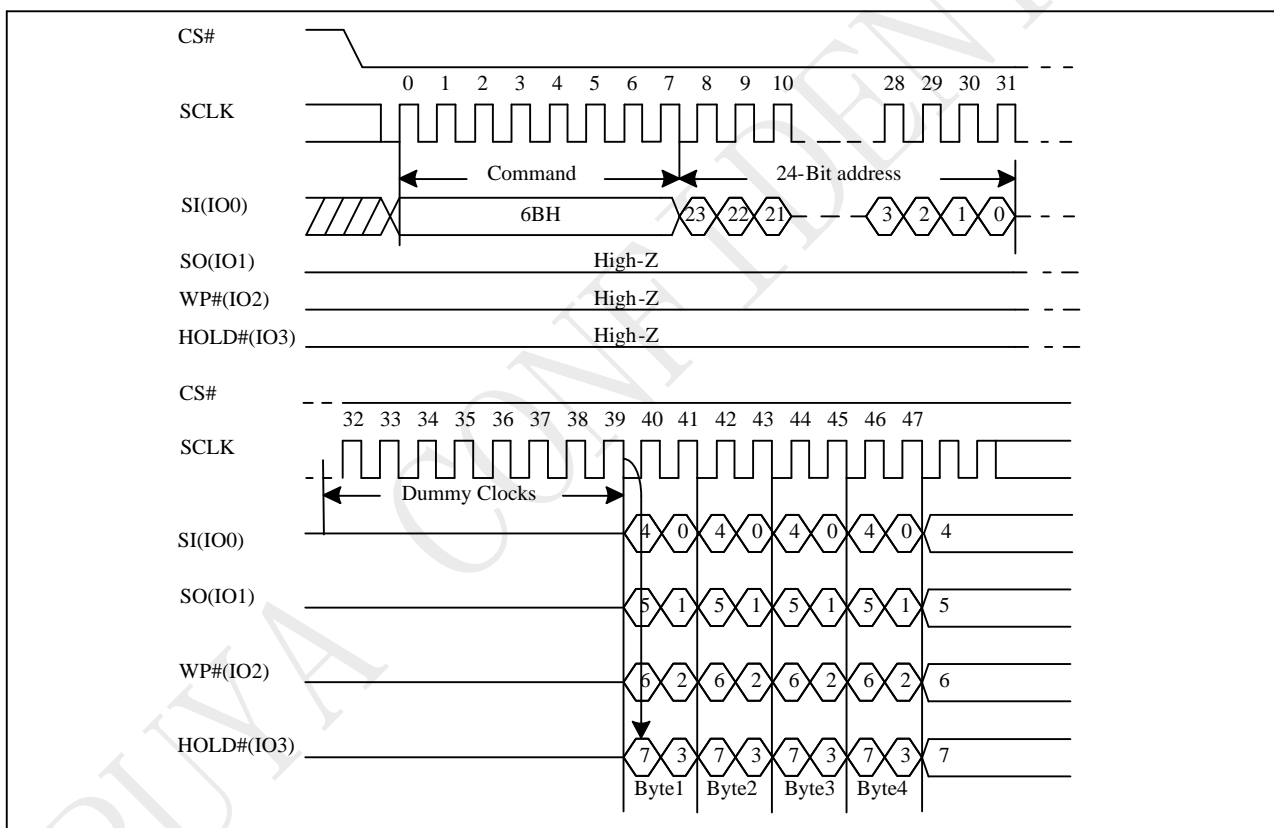 CS#
0 1 2 3 4 5 6 7 8 9 10 28 29 30 31
SCLK
Command 24-Bit address
SI(IO0) 6BH 23 22 21 3 2 1 0
SO(IO1) High-Z
WP#(IO2) High-Z
HOLD#(IO3) High-Z
CS#
32 33 34 35 36 37 38 39 40 41 42 43 44 45 46 47
SCLK
Dummy Clocks
SI(IO0) 4 0 4 0 4 0 4 0 4
SO(IO1) 5 1 5 1 5 1 5 1 5
WP#(IO2) 6 2 6 2 6 2 6 2 6
HOLD#(IO3) 7 3 7 3 7 3 7 3 7
Byte1 Byte2 Byte3 Byte4
PUYA CONFIDEN